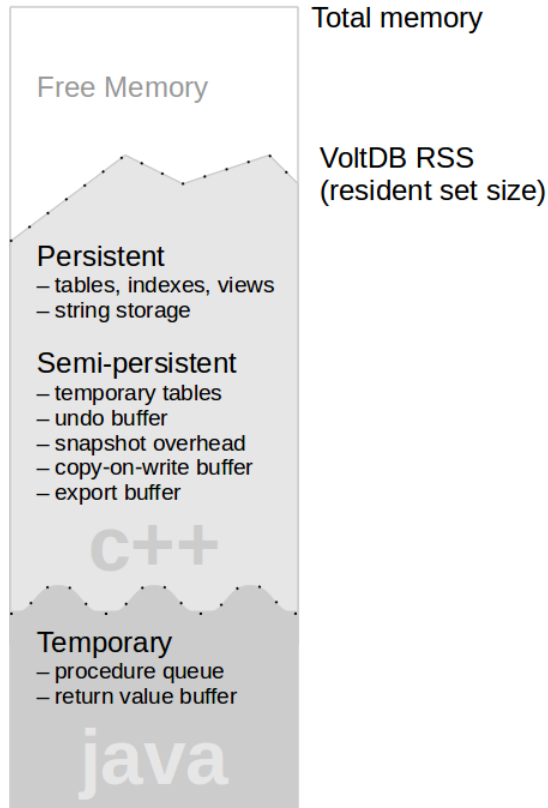 Total memory
Free Memory
VoltDB RSS
(resident set size)
Persistent
– tables, indexes, views
– string storage
Semi-persistent
– temporary tables
– undo buffer
– snapshot overhead
– copy-on-write buffer
– export buffer
c++
Temporary
– procedure queue
– return value buffer
java